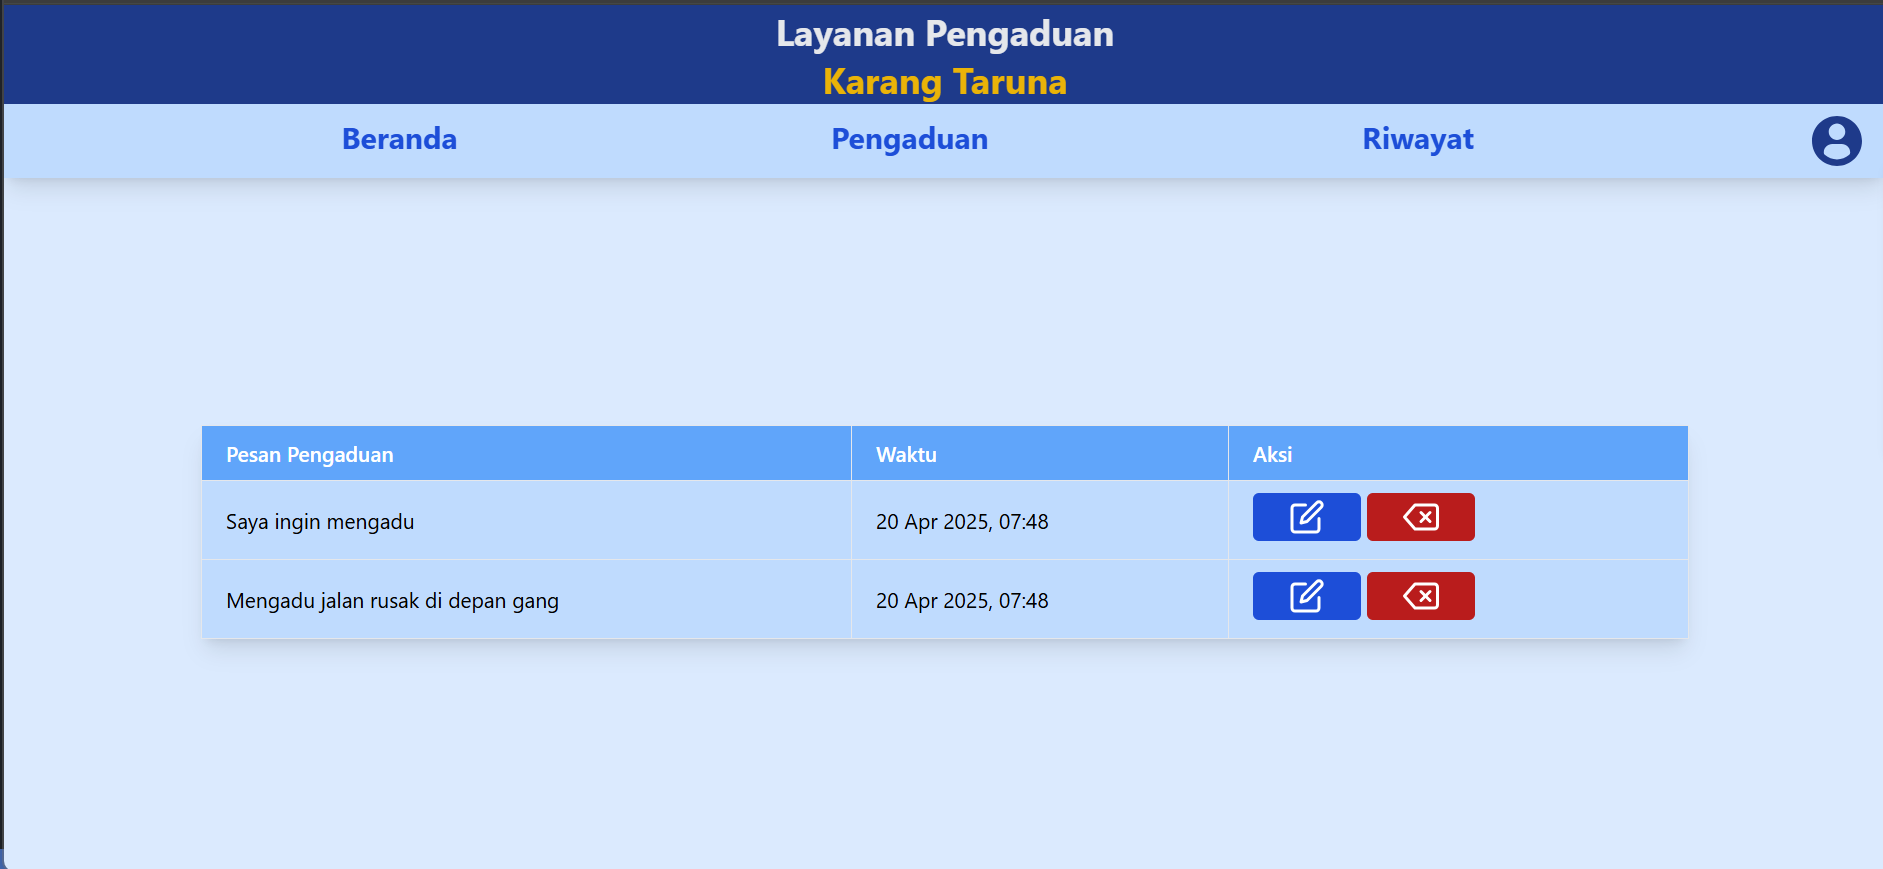 Layanan Pengaduan
Karang Taruna
Beranda Pengaduan Riwayat
Pesan Pengaduan Waktu Aksi
Saya ingin mengadu 20 Apr 2025, 07:48
Mengadu jalan rusak di depan gang 20 Apr 2025, 07:48